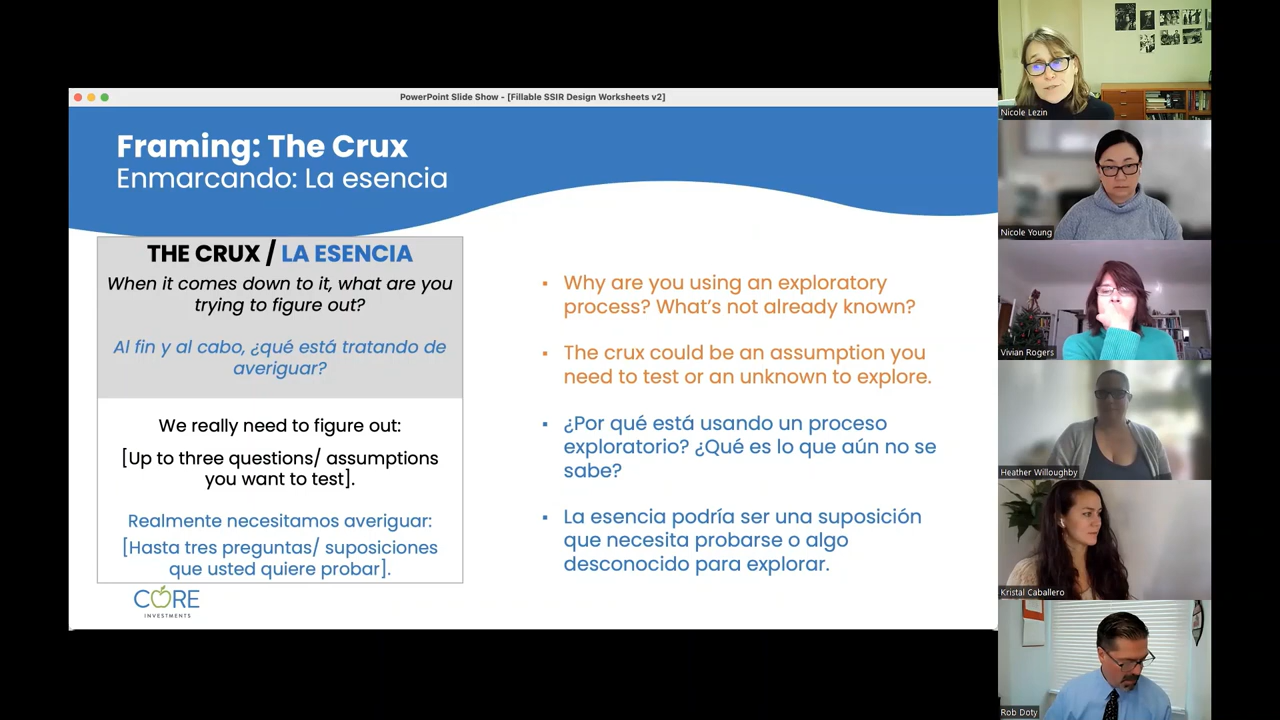 PowerPoint Slide Show - [Fillable SSIR Design Worksheets v2]
Framing: The Crux
Enmarcando: La esencia
THE CRUX / LA ESENCIA
When it comes down to it, what are you
trying to figure out?
Al fin y al cabo, ¿qué está tratando de
averiguar?
We really need to figure out:
[Up to three questions/ assumptions
you want to test].
Realmente necesitamos averiguar:
[Hasta tres preguntas/ suposiciones
que usted quiere probar].
CORE
INVESTMENTS
▪ Why are you using an exploratory
process? What's not already known?
▪ The crux could be an assumption you
need to test or an unknown to explore.
▪ ¿Por qué está usando un proceso
exploratorio? ¿Qué es lo que aún no se
sabe?
▪ La esencia podría ser una suposición
que necesita probarse o algo
desconocido para explorar.
Nicole Lezin
Nicole Young
Vivian Rogers
Heather Willoughby
Kristal Caballero
Rob Doty